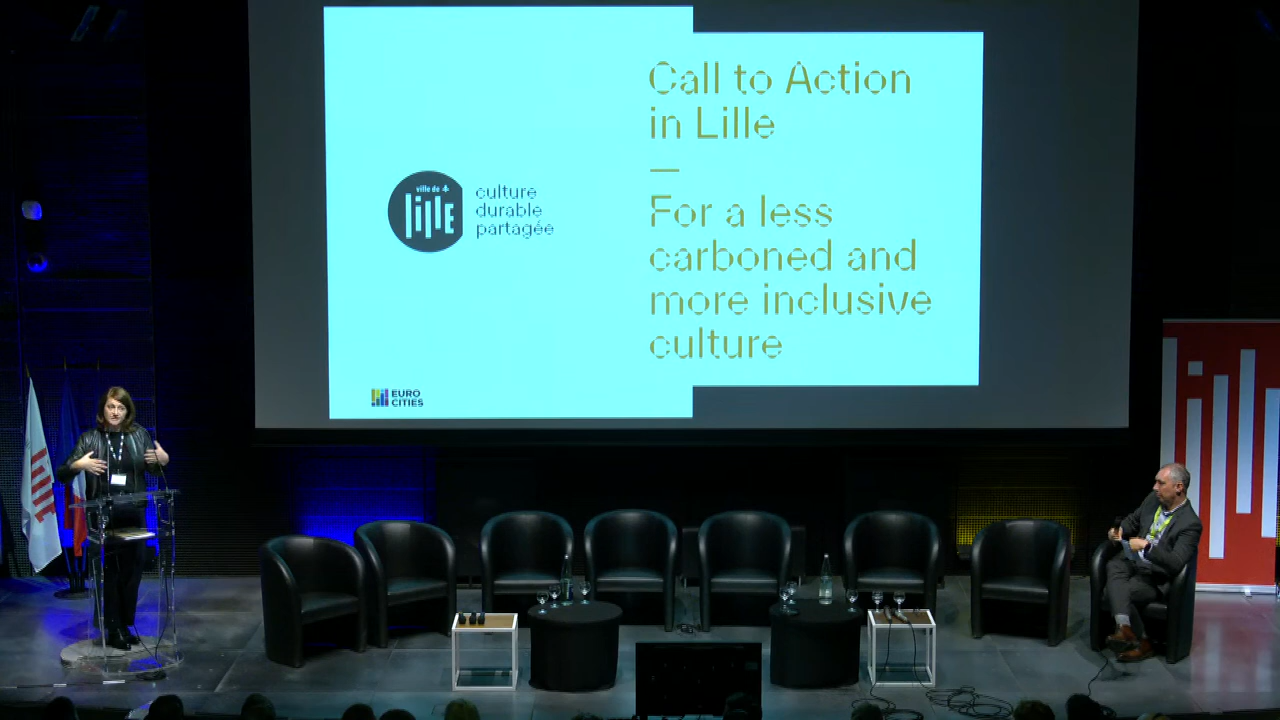 ville de
lille
culture
durable
partagée
EURO
CITIES
Call to Action
in Lille
—
For a less
carboned and
more inclusive
culture